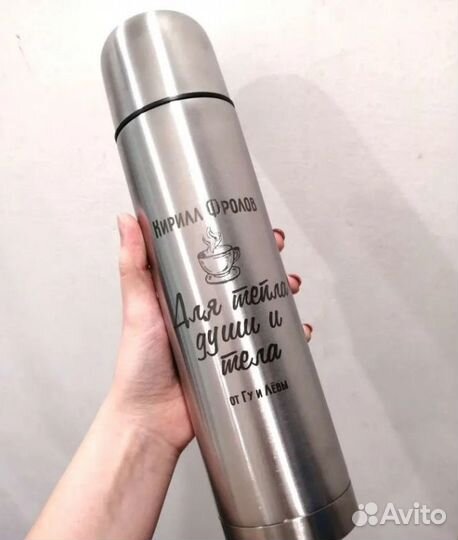 Кирилл Фролов
Для тепла
души и
тела
от Гу и Лёвы
Avito